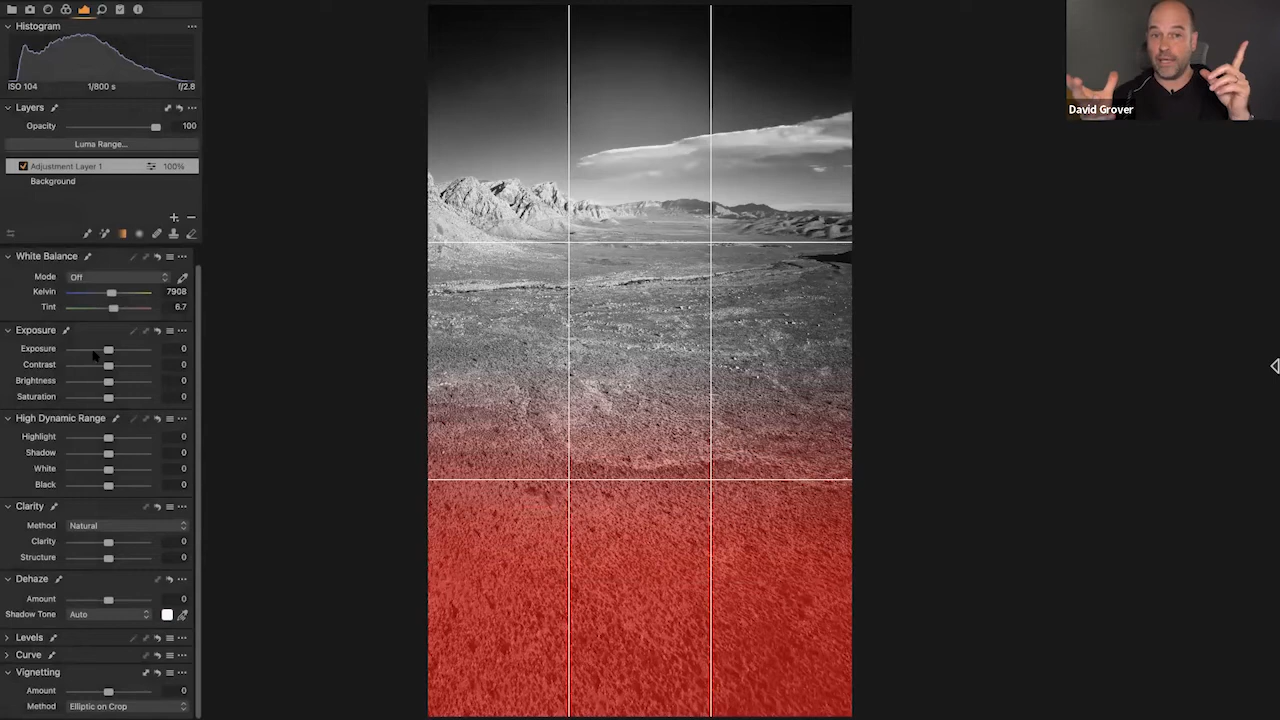 Histogram
ISO 104 1/800 s f/2.8
Layers
Opacity 100
Luma Range...
Adjustment Layer 1 100%
Background
White Balance
Mode Off
Kelvin 7908
Tint 6.7
Exposure
Exposure 0
Contrast 0
Brightness 0
Saturation 0
High Dynamic Range
Highlight 0
Shadow 0
White 0
Black 0
Clarity
Method Natural
Clarity 0
Structure 0
Dehaze
Amount 0
Shadow Tone Auto
Levels
Curve
Vignetting
Amount 0
Method Elliptic on Crop
David Grover